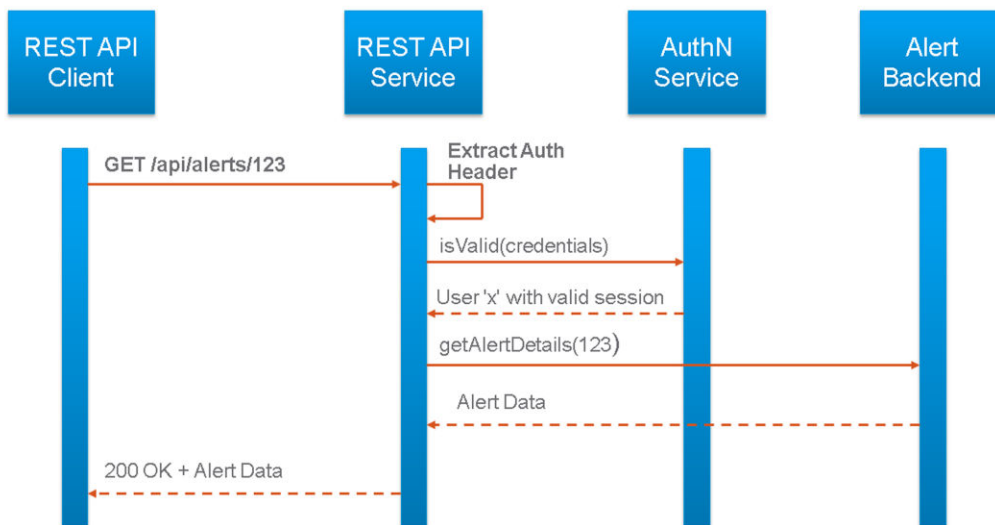 REST API
Client
REST API
Service
AuthN
Service
Alert
Backend
GET /api/alerts/123
Extract Auth
Header
isValid(credentials)
User 'x' with valid session
getAlertDetails(123)
Alert Data
200 OK + Alert Data